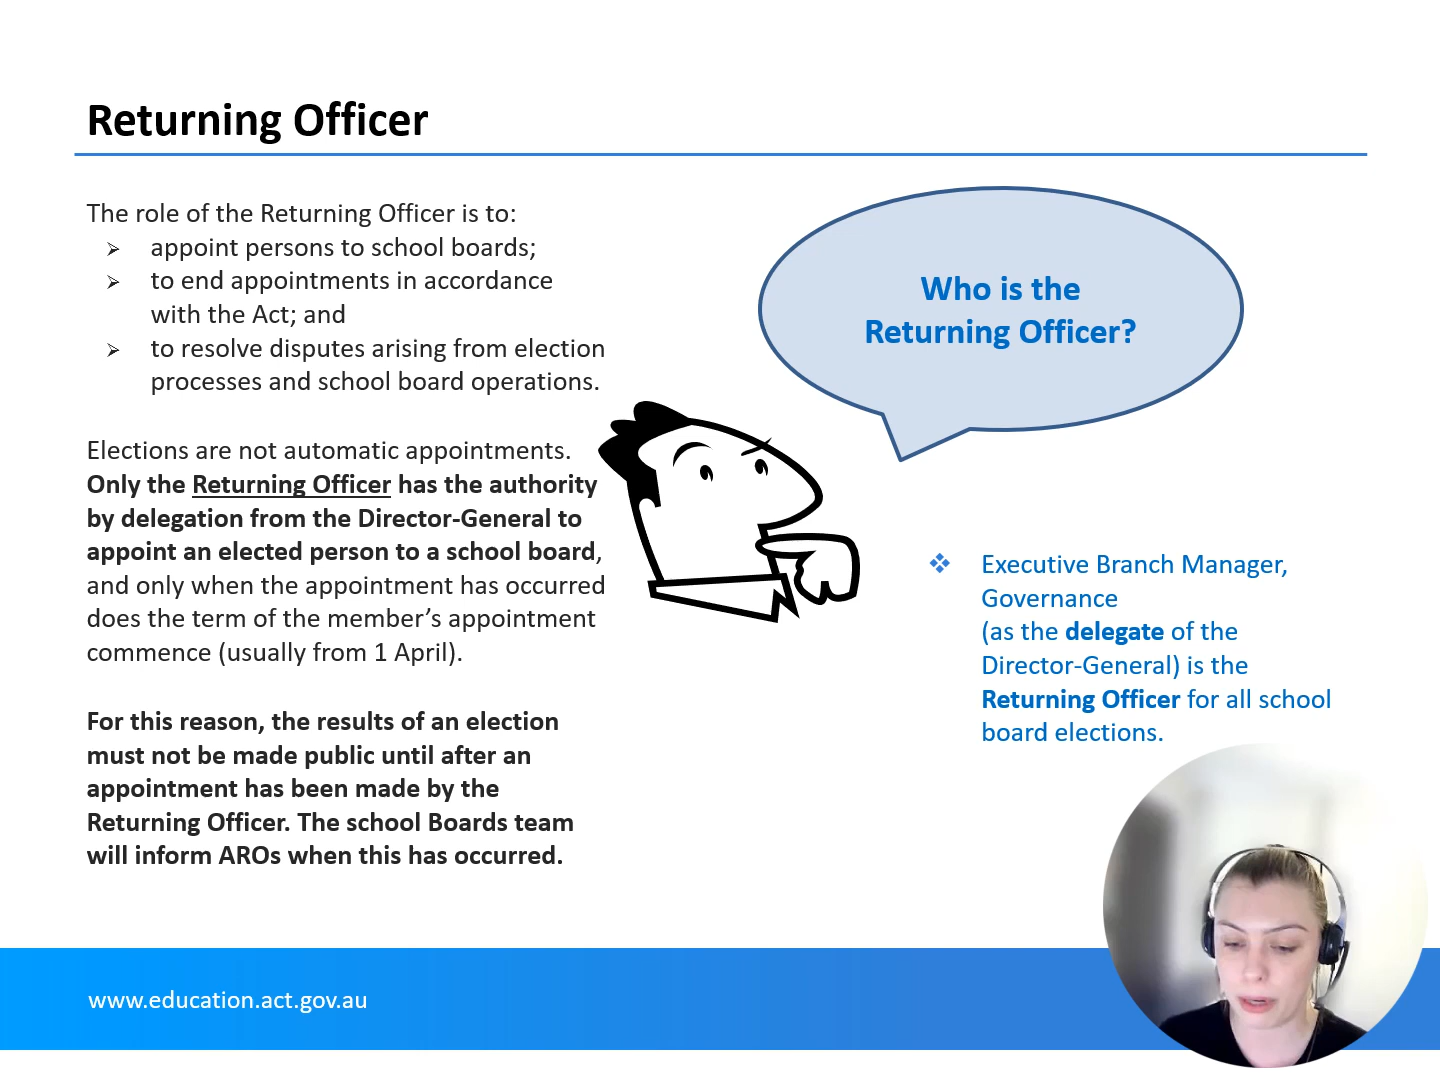 Returning Officer
The role of the Returning Officer is to:
appoint persons to school boards;
to end appointments in accordance
with the Act; and
to resolve disputes arising from election
processes and school board operations.
Elections are not automatic appointments.
Only the Returning Officer has the authority
by delegation from the Director-General to
appoint an elected person to a school board,
and only when the appointment has occurred
does the term of the member’s appointment
commence (usually from 1 April).
For this reason, the results of an election
must not be made public until after an
appointment has been made by the
Returning Officer. The school Boards team
will inform AROs when this has occurred.
Who is the
Returning Officer?
Executive Branch Manager,
Governance
(as the delegate of the
Director-General) is the
Returning Officer for all school
board elections.
www.education.act.gov.au